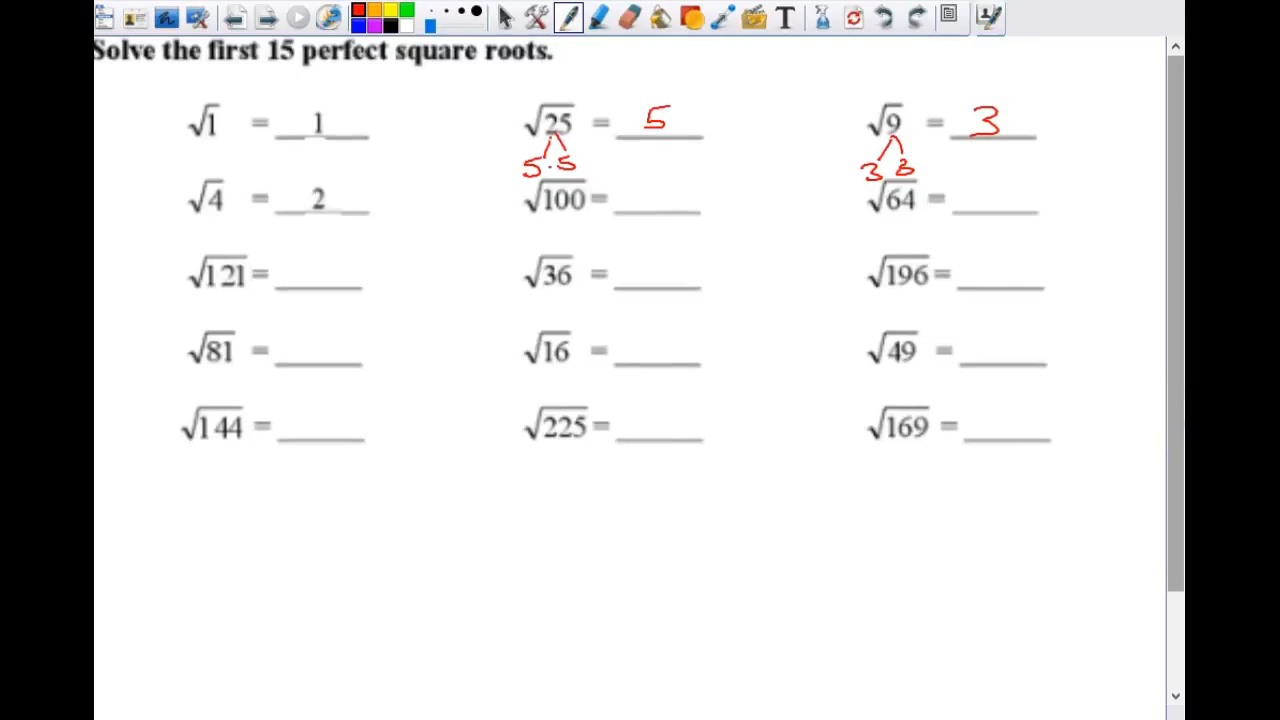 Solve the first 15 perfect square roots.
√1 = 1 √25 = 5 √9 = 3
5·5 3 3
√4 = 2 √100 = √64 =
√121 = √36 = √196 =
√81 = √16 = √49 =
√144 = √225 = √169 =